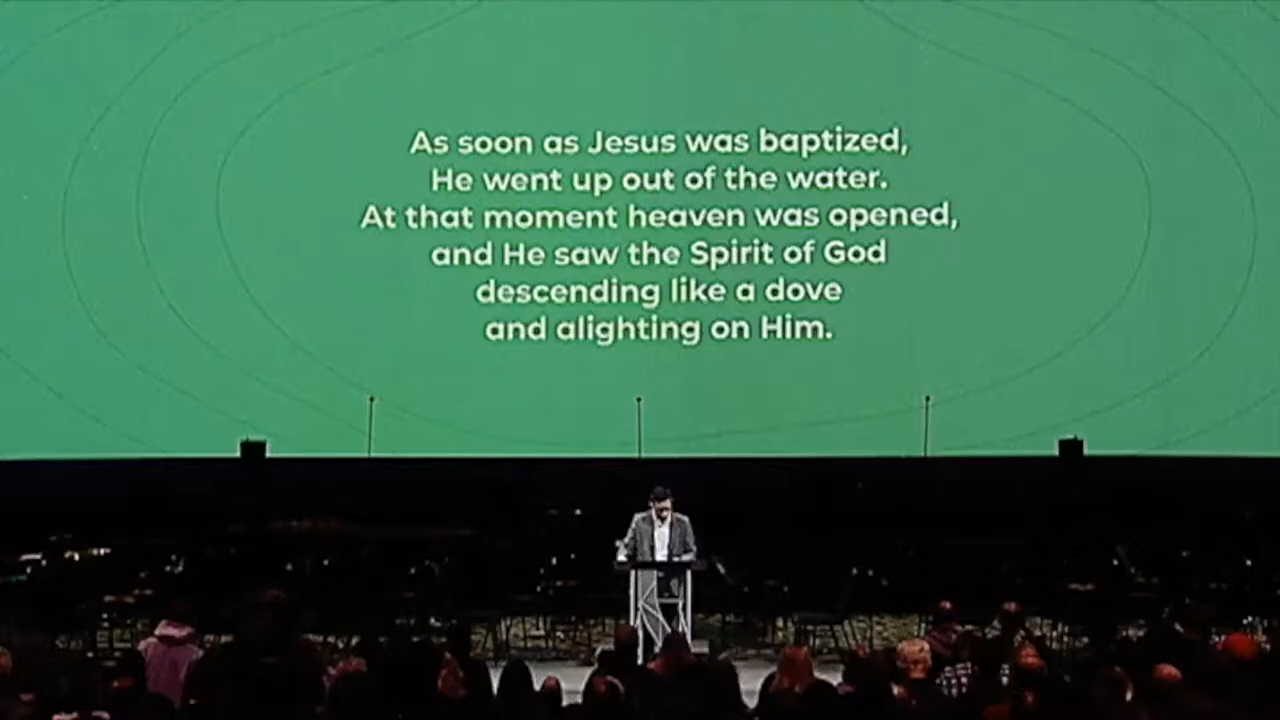 As soon as Jesus was baptized,
He went up out of the water.
At that moment heaven was opened,
and He saw the Spirit of God
descending like a dove
and alighting on Him.